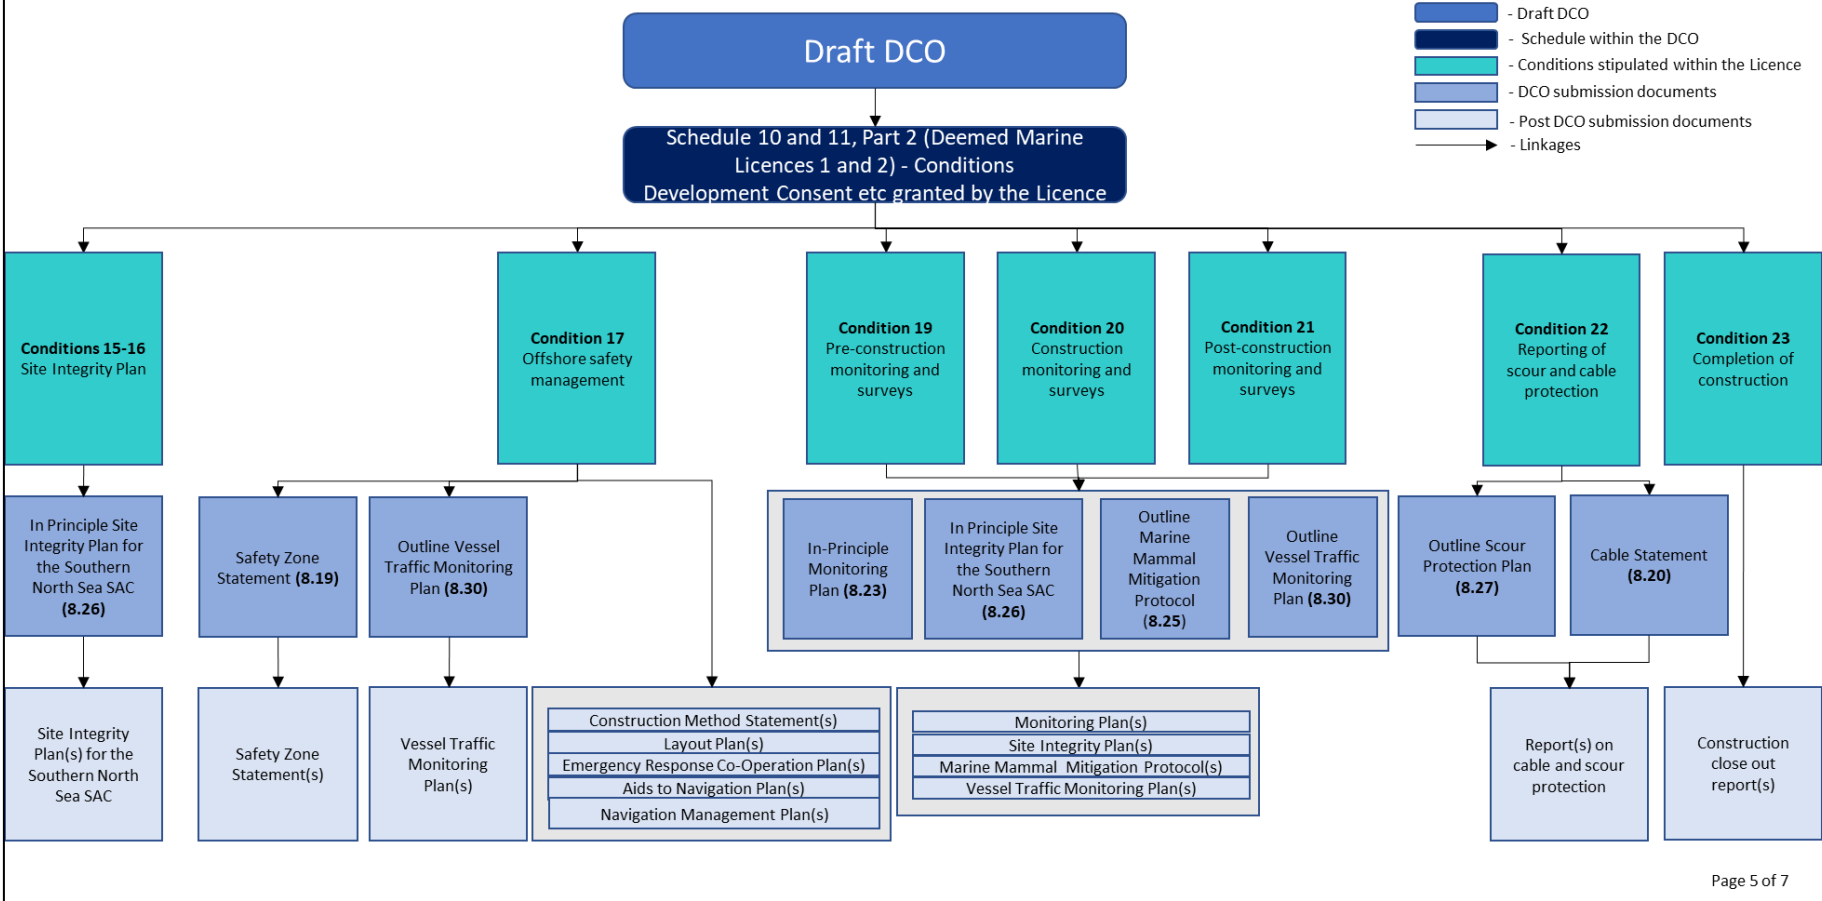 Draft DCO
- Draft DCO
- Schedule within the DCO
- Conditions stipulated within the Licence
- DCO submission documents
- Post DCO submission documents
- Linkages
Schedule 10 and 11, Part 2 (Deemed Marine
Licences 1 and 2) - Conditions
Development Consent etc granted by the Licence
Conditions 15-16
Site Integrity Plan
Condition 17
Offshore safety
management
Condition 19
Pre-construction
monitoring and
surveys
Condition 20
Construction
monitoring and
surveys
Condition 21
Post-construction
monitoring and
surveys
Condition 22
Reporting of
scour and cable
protection
Condition 23
Completion of
construction
In Principle Site
Integrity Plan for
the Southern
North Sea SAC
(8.26)
Safety Zone
Statement (8.19)
Outline Vessel
Traffic Monitoring
Plan (8.30)
In-Principle
Monitoring
Plan (8.23)
In Principle Site
Integrity Plan for
the Southern
North Sea SAC
(8.26)
Outline
Marine
Mammal
Mitigation
Protocol
(8.25)
Outline
Vessel Traffic
Monitoring
Plan (8.30)
Outline Scour
Protection Plan
(8.27)
Cable Statement
(8.20)
Site Integrity
Plan(s) for the
Southern North
Sea SAC
Safety Zone
Statement(s)
Vessel Traffic
Monitoring
Plan(s)
Construction Method Statement(s)
Layout Plan(s)
Emergency Response Co-Operation Plan(s)
Aids to Navigation Plan(s)
Navigation Management Plan(s)
Monitoring Plan(s)
Site Integrity Plan(s)
Marine Mammal Mitigation Protocol(s)
Vessel Traffic Monitoring Plan(s)
Report(s) on
cable and scour
protection
Construction
close out
report(s)
Page 5 of 7